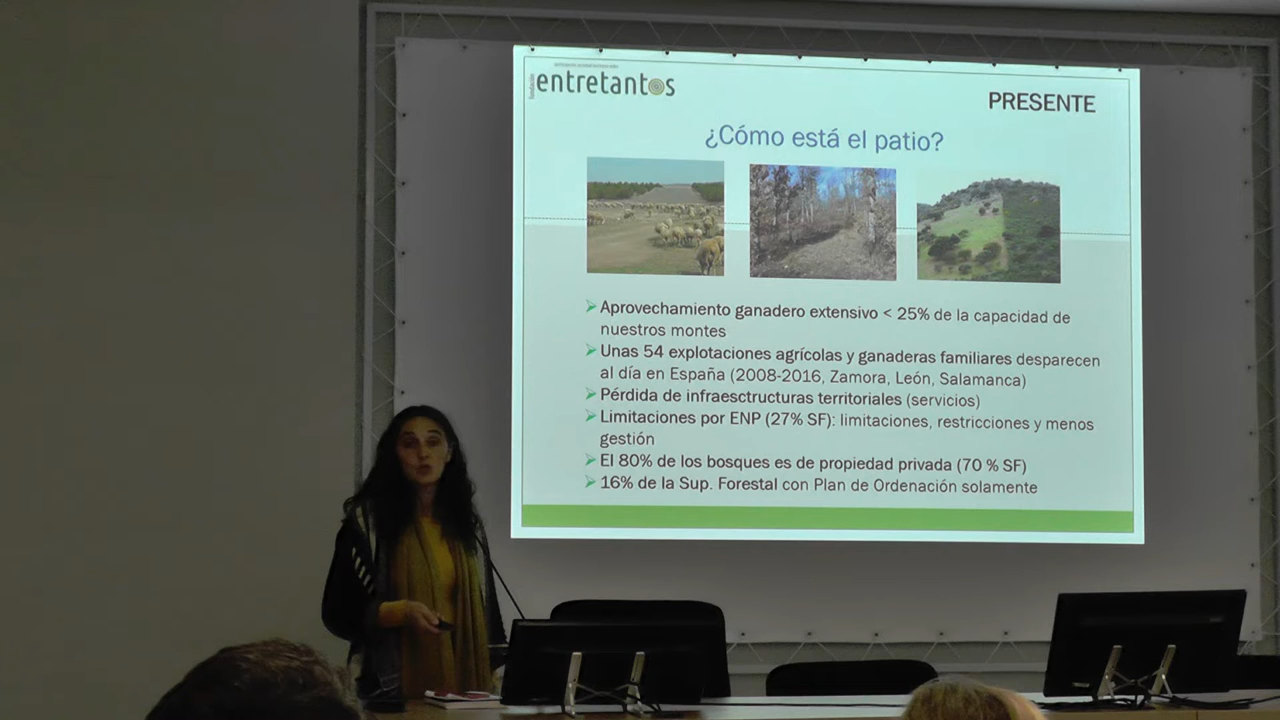 fundación
entretantos
PRESENTE
¿Cómo está el patio?
Aprovechamiento ganadero extensivo < 25% de la capacidad de
nuestros montes
Unas 54 explotaciones agrícolas y ganaderas familiares desparecen
al día en España (2008-2016, Zamora, León, Salamanca)
Pérdida de infraesctructuras territoriales (servicios)
Limitaciones por ENP (27% SF): limitaciones, restricciones y menos
gestión
El 80% de los bosques es de propiedad privada (70 % SF)
16% de la Sup. Forestal con Plan de Ordenación solamente